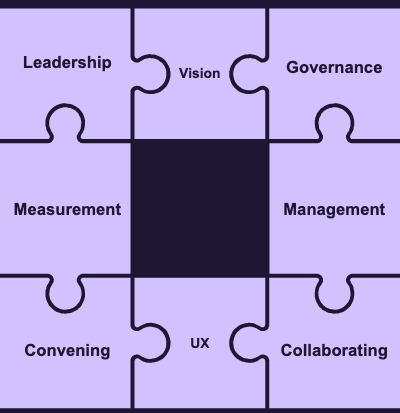 Leadership
Vision
Governance
Measurement
Management
Convening
UX
Collaborating